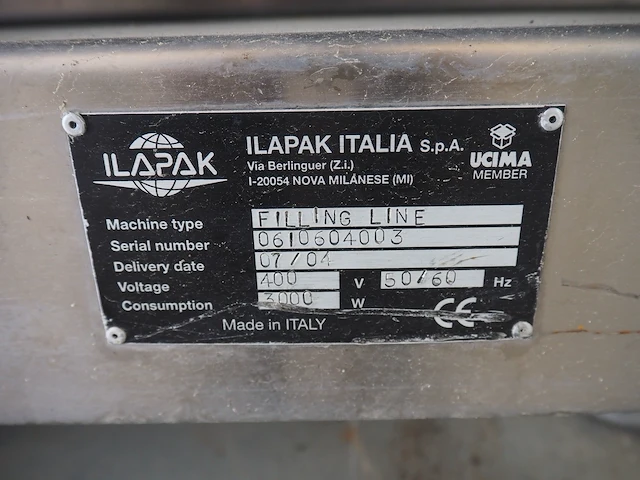 ILAPAK
ILAPAK ITALIA S.p.A.
Via Berlinguer (Z.i.)
I-20054 NOVA MILANESE (MI)
UCIMA
MEMBER
Machine type FILLING LINE
Serial number 0610604003
Delivery date 07/04
Voltage 400 V 50/60 Hz
Consumption 3000 W
Made in ITALY CE